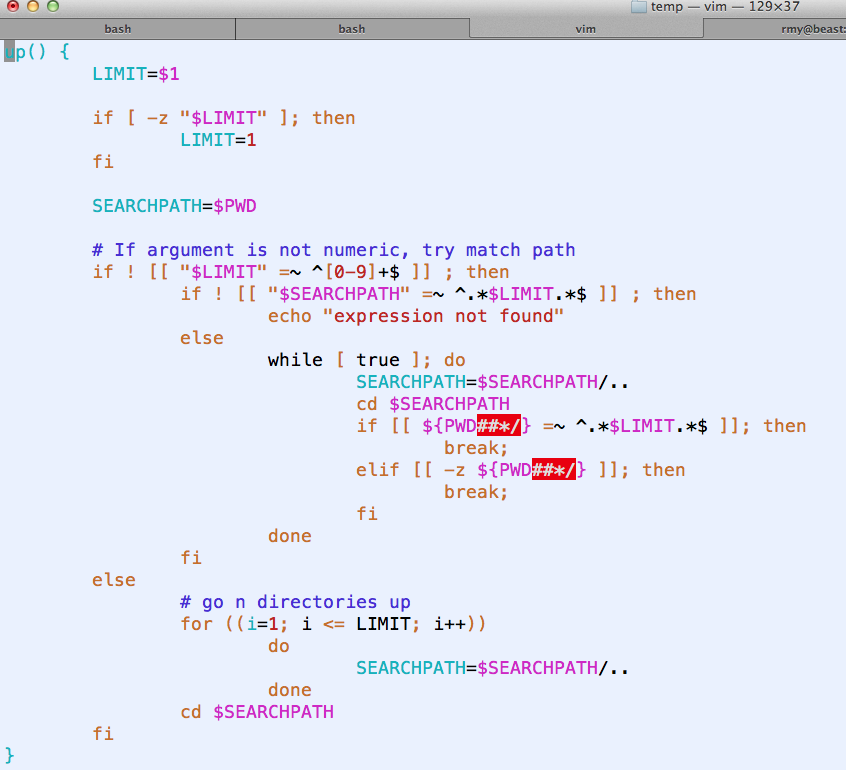 temp — vim — 129×37
bash bash vim rmy@beast:
up() {
        LIMIT=$1

        if [ -z "$LIMIT" ]; then
                LIMIT=1
        fi

        SEARCHPATH=$PWD

        # If argument is not numeric, try match path
        if ! [[ "$LIMIT" =~ ^[0-9]+$ ]] ; then
                if ! [[ "$SEARCHPATH" =~ ^.*$LIMIT.*$ ]] ; then
                        echo "expression not found"
                else
                        while [ true ]; do
                                SEARCHPATH=$SEARCHPATH/..
                                cd $SEARCHPATH
                                if [[ ${PWD##*/} =~ ^.*$LIMIT.*$ ]]; then
                                        break;
                                elif [[ -z ${PWD##*/} ]]; then
                                        break;
                                fi
                        done
                fi
        else
                # go n directories up
                for ((i=1; i <= LIMIT; i++))
                        do
                                SEARCHPATH=$SEARCHPATH/..
                        done
                cd $SEARCHPATH
        fi
}